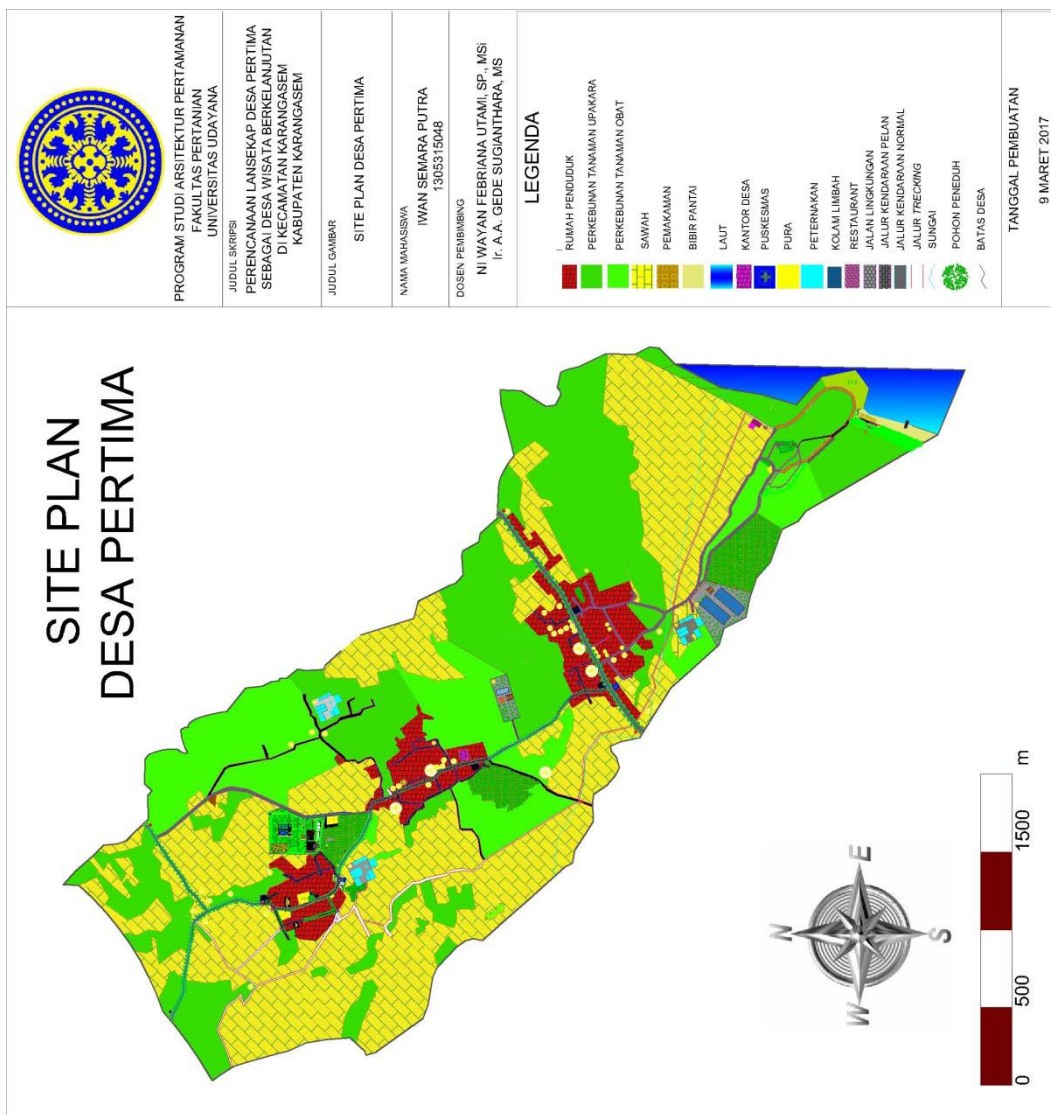 SITE PLAN
DESA PERTIMA
N
E
S
W
0
500
1500
m
PROGRAM STUDI ARSITEKTUR PERTAMANAN
FAKULTAS PERTANIAN
UNIVERSITAS UDAYANA
JUDUL SKRIPSI
PERENCANAAN LANSEKAP DESA PERTIMA
SEBAGAI DESA WISATA BERKELANJUTAN
DI KECAMATAN KARANGASEM
KABUPATEN KARANGASEM
JUDUL GAMBAR
SITE PLAN DESA PERTIMA
NAMA MAHASISWA
IWAN SEMARA PUTRA
1305315048
DOSEN PEMBIMBING
NI WAYAN FEBRIANA UTAMI, SP., MSi
Ir. A.A. GEDE SUGIANTHARA, MS
LEGENDA
RUMAH PENDUDUK
PERKEBUNAN TANAMAN UPAKARA
PERKEBUNAN TANAMAN OBAT
SAWAH
PEMAKAMAN
BIBIR PANTAI
LAUT
KANTOR DESA
PUSKESMAS
PURA
PETERNAKAN
KOLAM LIMBAH
RESTAURANT
JALAN LINGKUNGAN
JALUR KENDARAAN PELAN
JALUR KENDARAAN NORMAL
JALUR TRECKING
SUNGAI
POHON PENEDUH
BATAS DESA
TANGGAL PEMBUATAN
9 MARET 2017